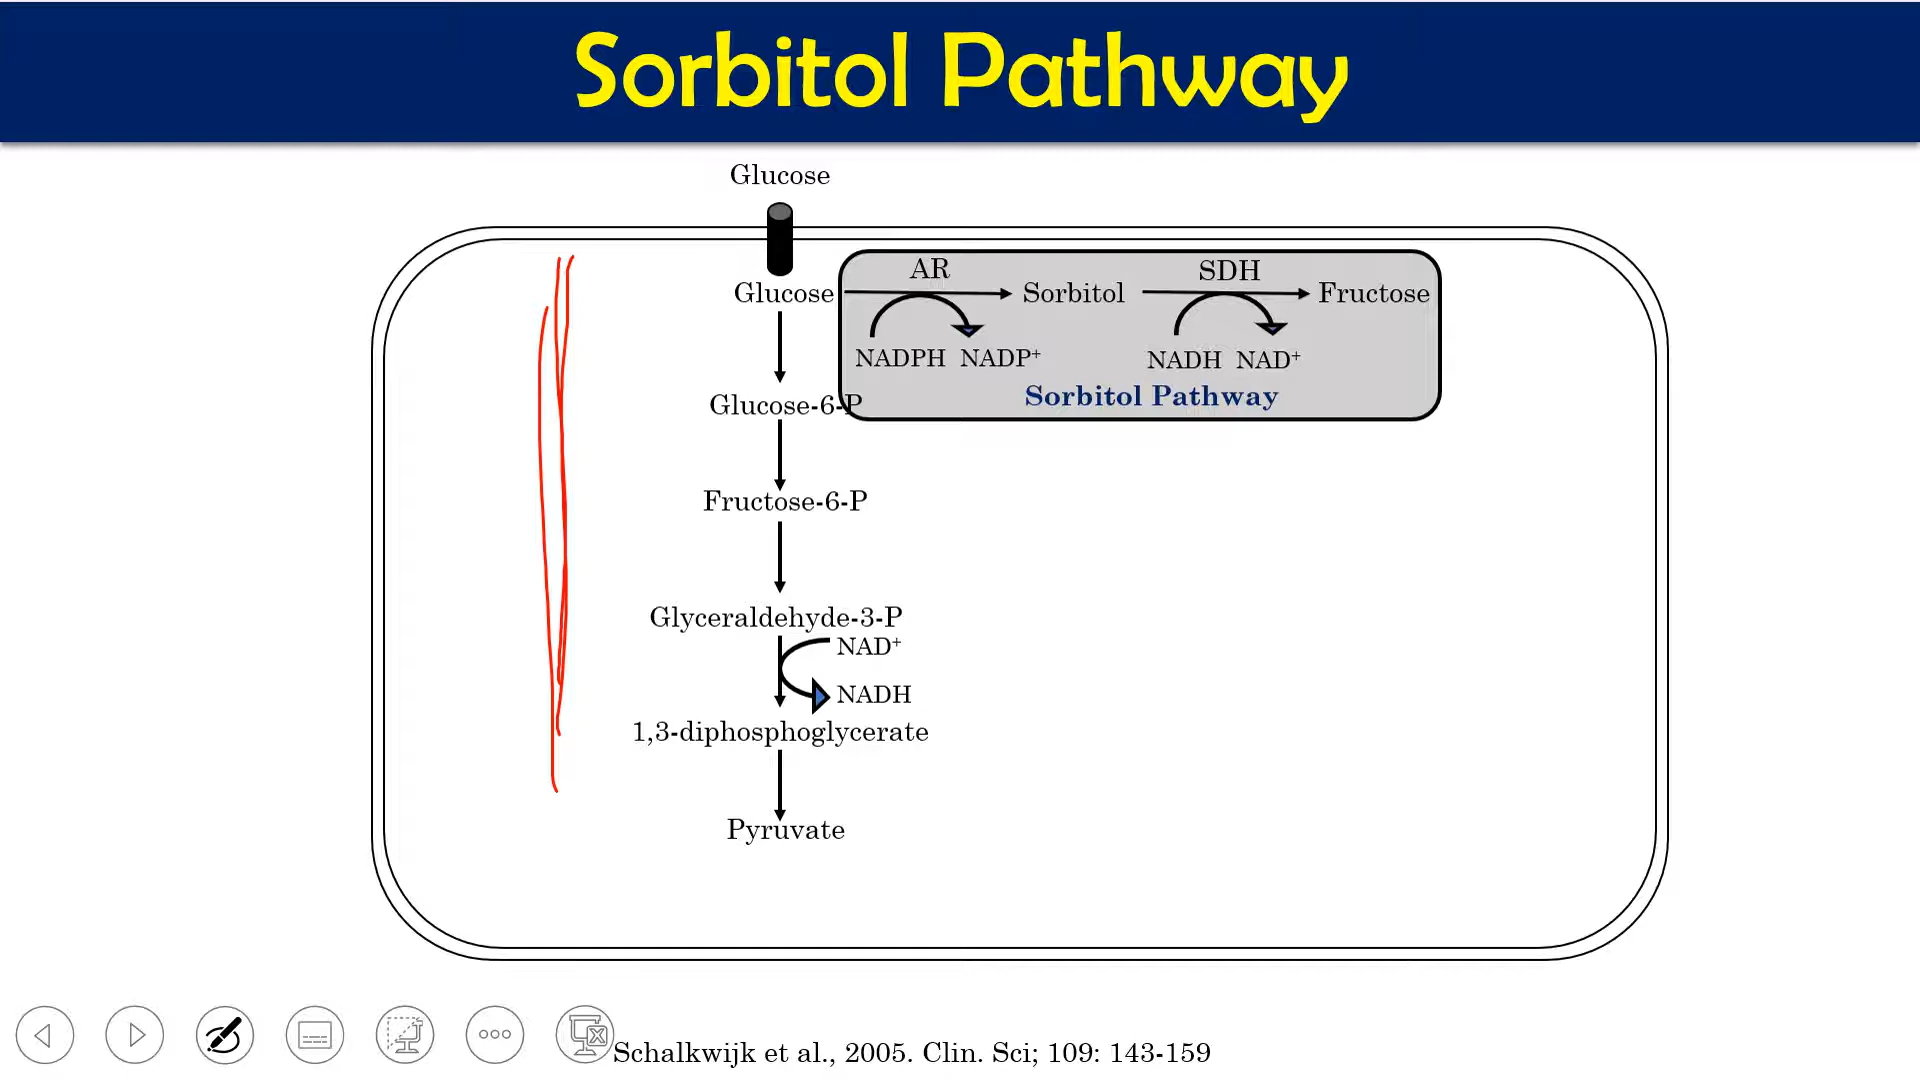 Sorbitol Pathway
Glucose
AR
SDH
Glucose
Sorbitol
Fructose
NADPH NADP⁺
NADH NAD⁺
Sorbitol Pathway
Glucose-6-P
Fructose-6-P
Glyceraldehyde-3-P
NAD⁺
NADH
1,3-diphosphoglycerate
Pyruvate
Schalkwijk et al., 2005. Clin. Sci; 109: 143-159